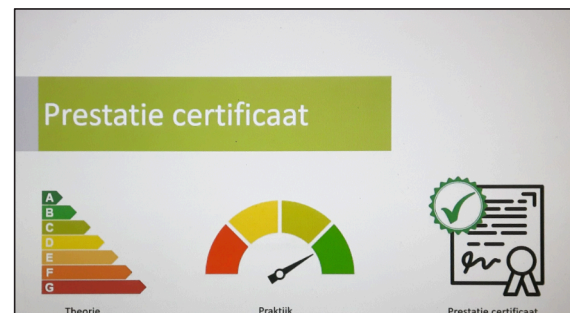 Prestatie certificaat
A
B
C
D
E
F
G
Theorie
Praktijk
Prestatie certificaat